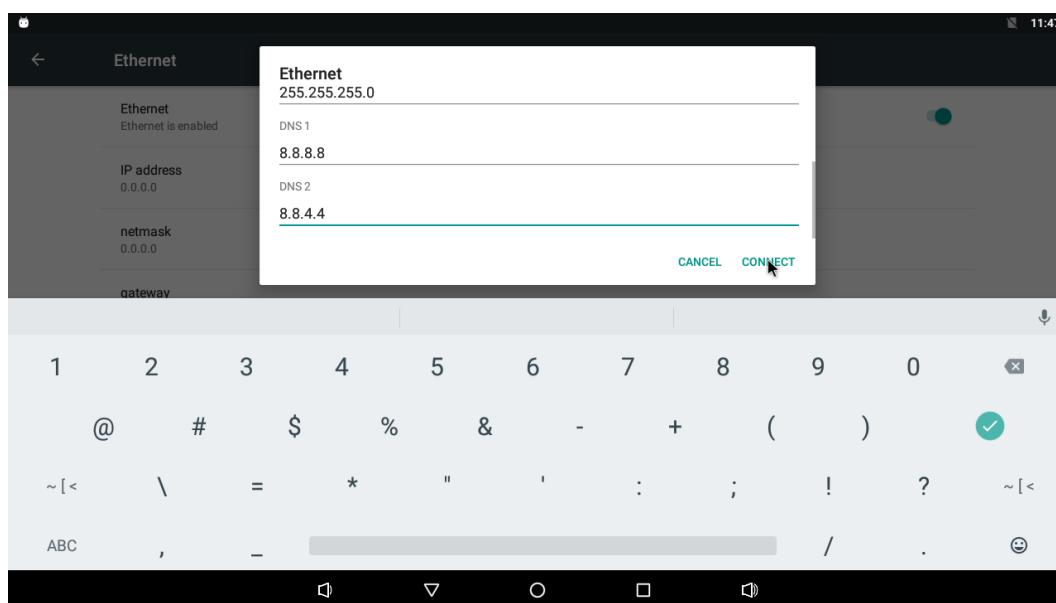 11:47
Ethernet
Ethernet
Ethernet is enabled
IP address
0.0.0.0
netmask
0.0.0.0
gateway
Ethernet
255.255.255.0
DNS 1
8.8.8.8
DNS 2
8.8.4.4
CANCEL CONNECT
1 2 3 4 5 6 7 8 9 0
@ # $ % & - + ( )
~ [ < \ = * " ' : ; ! ? ~ [ <
ABC , _ / .